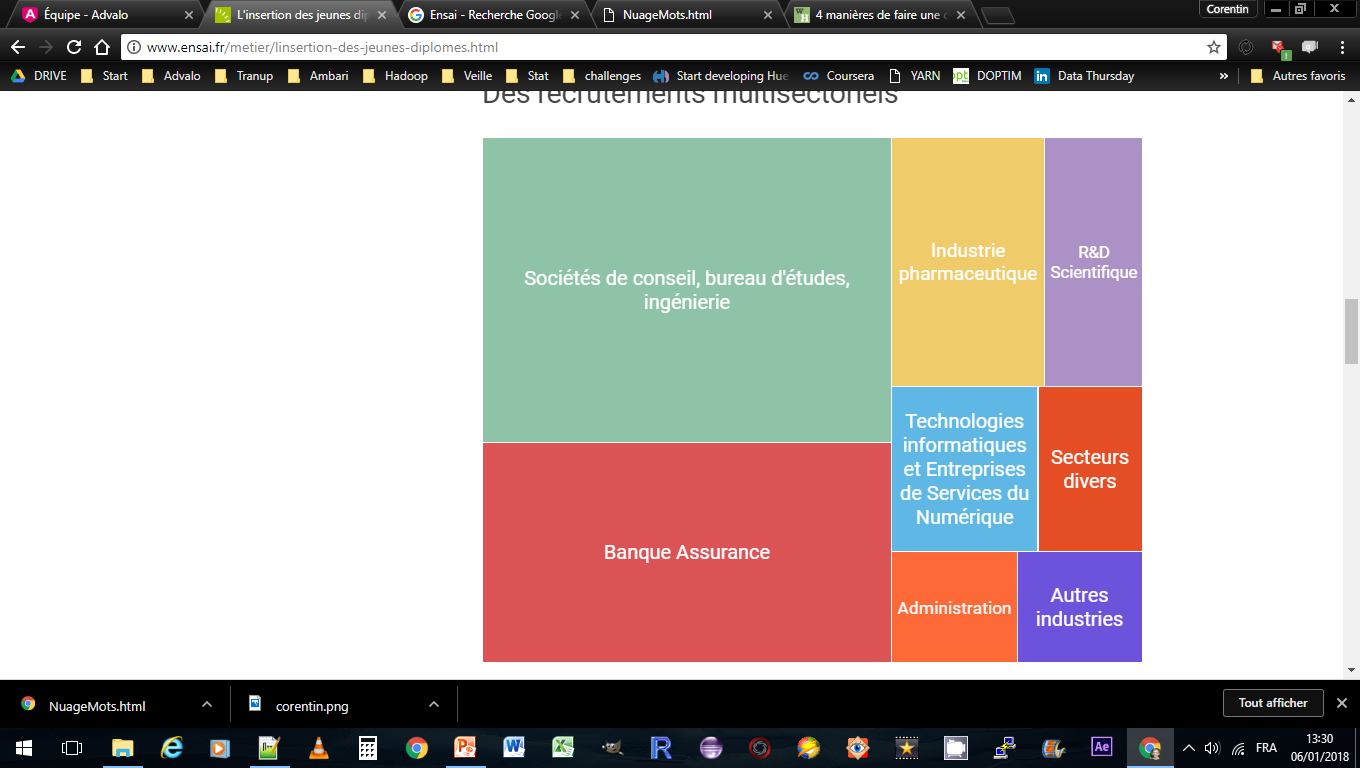 Équipe - Advalo
L'insertion des jeunes di
Ensai - Recherche Google
NuageMots.html
4 manières de faire une
Corentin
www.ensai.fr/metier/linsertion-des-jeunes-diplomes.html
DRIVE
Start
Advalo
Tranup
Ambari
Hadoop
Veille
Stat
challenges
Start developing Hue
Coursera
YARN
DOPTIM
Data Thursday
»
Autres favoris
Des recrutements multisectoriels
Sociétés de conseil, bureau d'études,
ingénierie
Industrie
pharmaceutique
R&D
Scientifique
Banque Assurance
Technologies
informatiques
et Entreprises
de Services du
Numérique
Secteurs
divers
Administration
Autres
industries
NuageMots.html
corentin.png
Tout afficher
FRA
13:30
06/01/2018